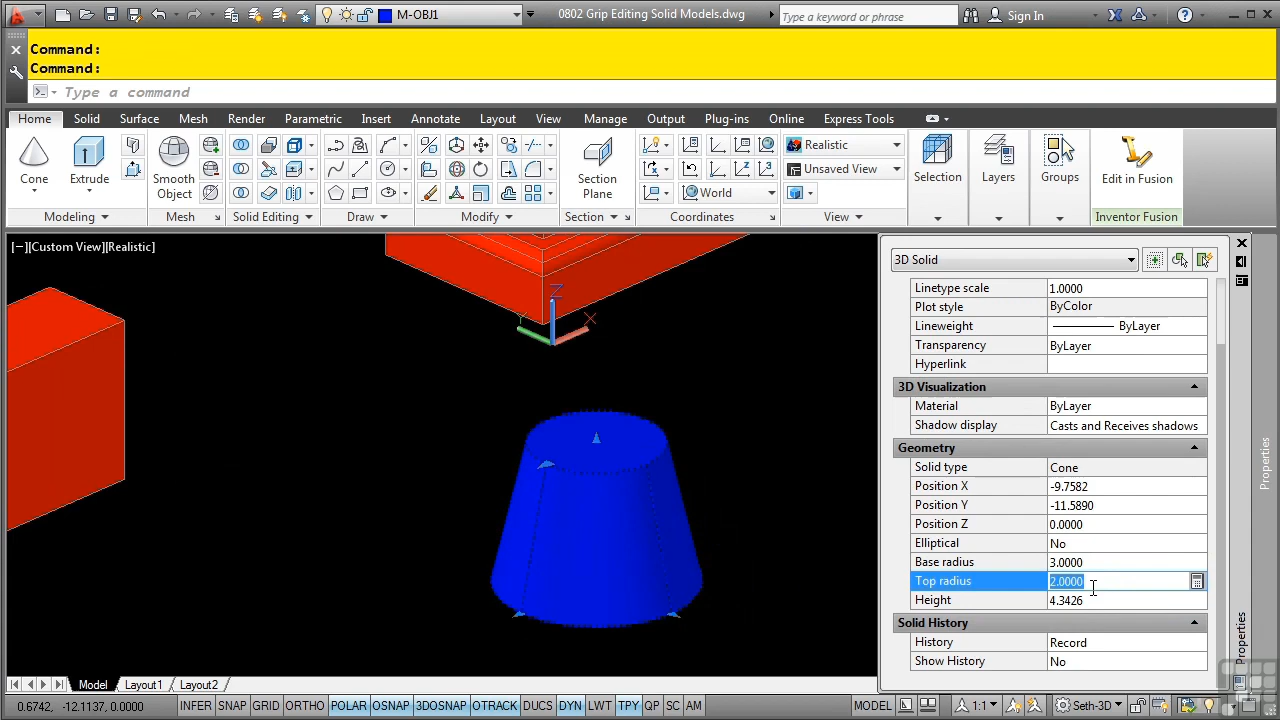 M-OBJ1
0802 Grip Editing Solid Models.dwg
Type a keyword or phrase
Sign In
Command:
Command:
Type a command
Home Solid Surface Mesh Render Parametric Insert Annotate Layout View Manage Output Plug-ins Online Express Tools
Realistic
Unsaved View
World
Cone Extrude Smooth Object Section Plane Selection Layers Groups Edit in Fusion
Modeling Mesh Solid Editing Draw Modify Section Coordinates View Inventor Fusion
[−][Custom View][Realistic]
Z
Y X
3D Solid
Linetype scale 1.0000
Plot style ByColor
Lineweight ByLayer
Transparency ByLayer
Hyperlink
3D Visualization
Material ByLayer
Shadow display Casts and Receives shadows
Geometry
Solid type Cone
Position X -9.7582
Position Y -11.5890
Position Z 0.0000
Elliptical No
Base radius 3.0000
Top radius 2.0000
Height 4.3426
Solid History
History Record
Show History No
Properties
Properties
Model Layout1 Layout2
0.6742, -12.1137, 0.0000 INFER SNAP GRID ORTHO POLAR OSNAP 3DOSNAP OTRACK DUCS DYN LWT TPY QP SC AM MODEL 1:1 Seth-3D